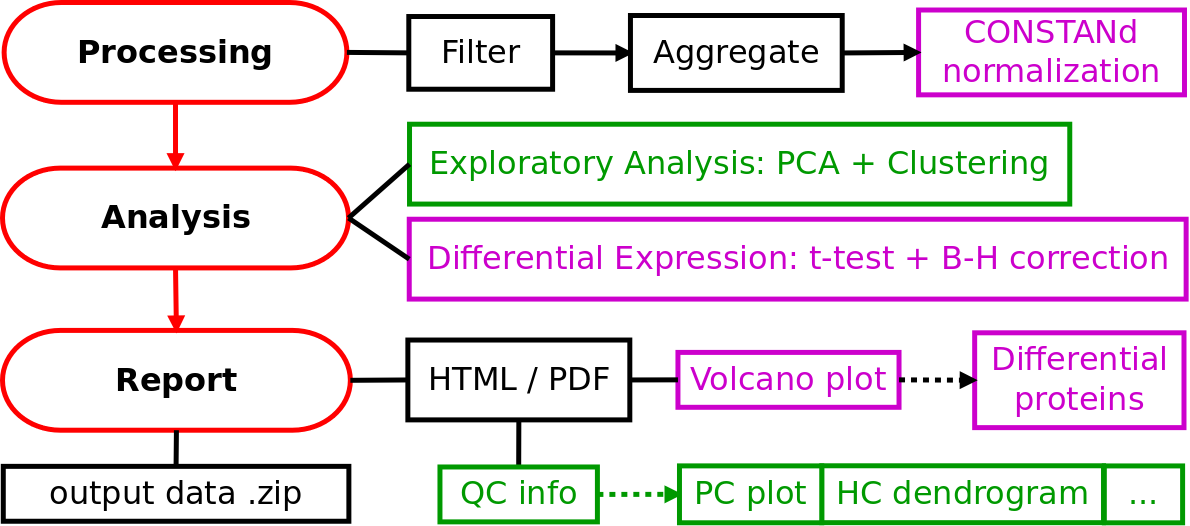 Processing
Filter
Aggregate
CONSTANd
normalization
Analysis
Exploratory Analysis: PCA + Clustering
Differential Expression: t-test + B-H correction
Report
HTML / PDF
Volcano plot
Differential
proteins
output data .zip
QC info
PC plot
HC dendrogram
...